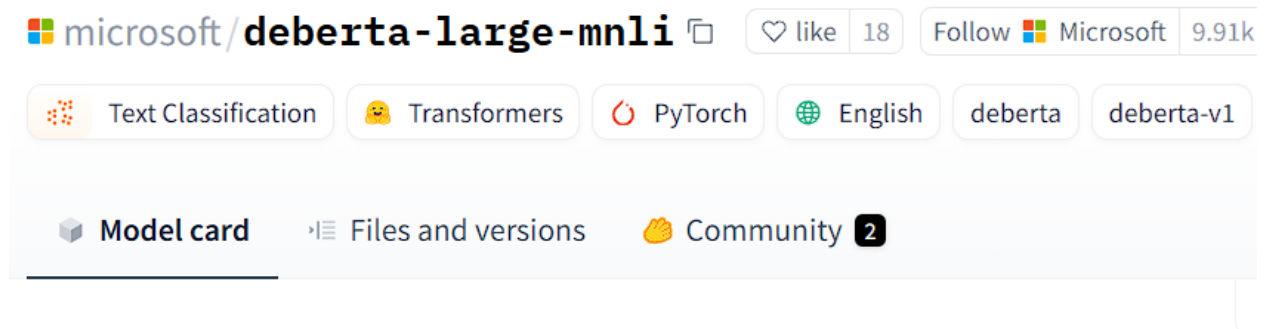 microsoft/deberta-large-mnli like 18 Follow Microsoft 9.91k
Text Classification Transformers PyTorch English deberta deberta-v1
Model card Files and versions Community 2